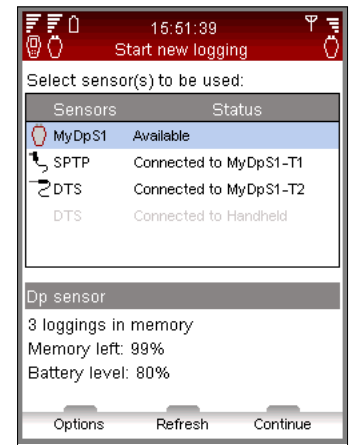 15:51:39
Start new logging
Select sensor(s) to be used:
Sensors Status
MyDpS1 Available
SPTP Connected to MyDpS1-T1
DTS Connected to MyDpS1-T2
DTS Connected to Handheld
Dp sensor
3 loggings in memory
Memory left: 99%
Battery level: 80%
Options Refresh Continue